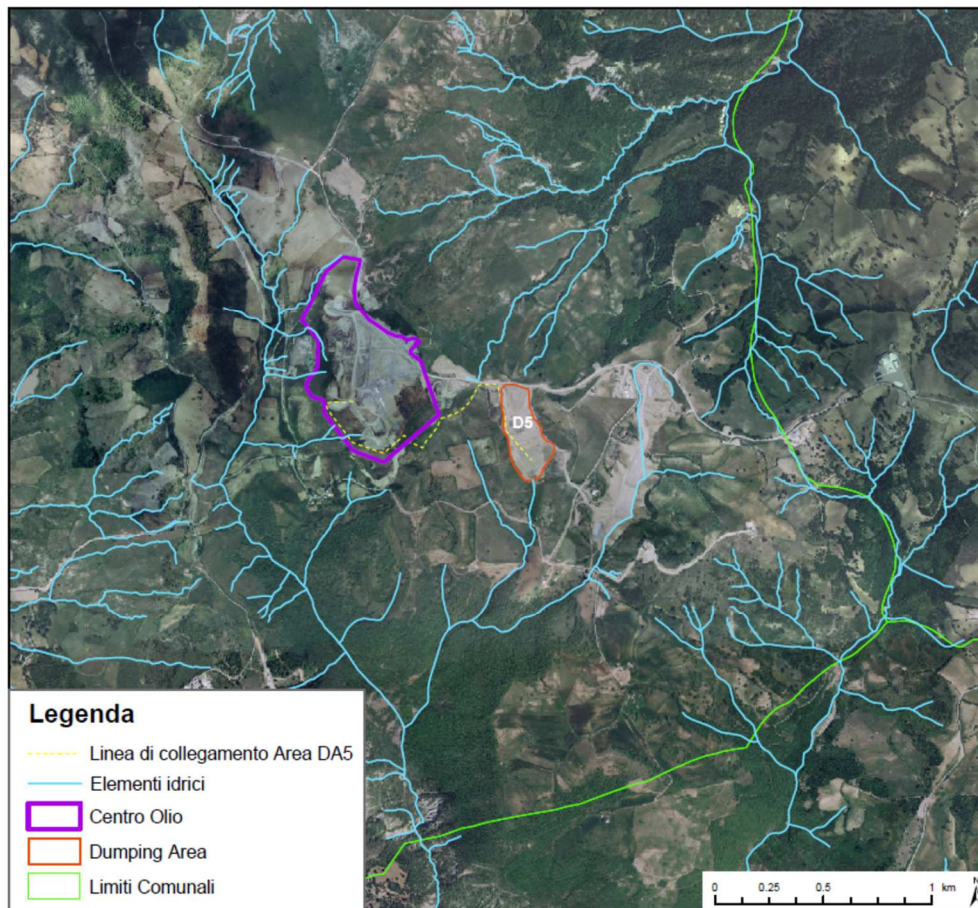 D5
Legenda
Linea di collegamento Area DA5
Elementi idrici
Centro Olio
Dumping Area
Limiti Comunali
0 0.25 0.5 1 km
N